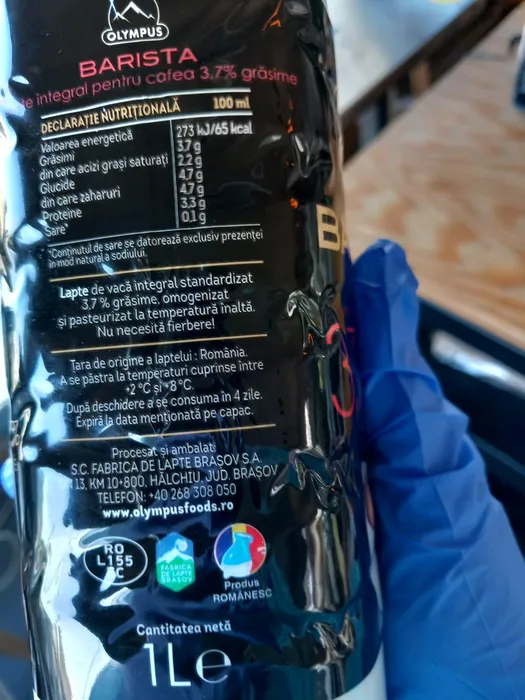 OLYMPUS
BARISTA
te integral pentru cafea 3,7% grăsime
DECLARAȚIE NUTRIȚIONALĂ 100 ml
Valoarea energetică 273 kJ/65 kcal
Grăsimi 3,7 g
din care acizi grași saturați 2,2 g
Glucide 4,7 g
din care zaharuri 4,7 g
Proteine 3,3 g
Sare* 0,1 g
*Conținutul de sare se datorează exclusiv prezenței
în mod natural a sodiului.
Lapte de vacă integral standardizat
3,7 % grăsime, omogenizat
și pasteurizat la temperatură înaltă.
Nu necesită fierbere!
Țara de origine a laptelui : România.
A se păstra la temperaturi cuprinse între
+2 °C și +8°C.
După deschidere a se consuma în 4 zile.
Expiră la data menționată pe capac.
Procesat și ambalat:
S.C. FABRICA DE LAPTE BRAȘOV S.A.
13, KM 10+800, HĂLCHIU, JUD. BRAȘOV
TELEFON: +40 268 308 050
www.olympusfoods.ro
RO
L155
EC
FABRICA
DE LAPTE
BRAȘOV
Produs
ROMÂNESC
Cantitatea netă
1L e
B
3